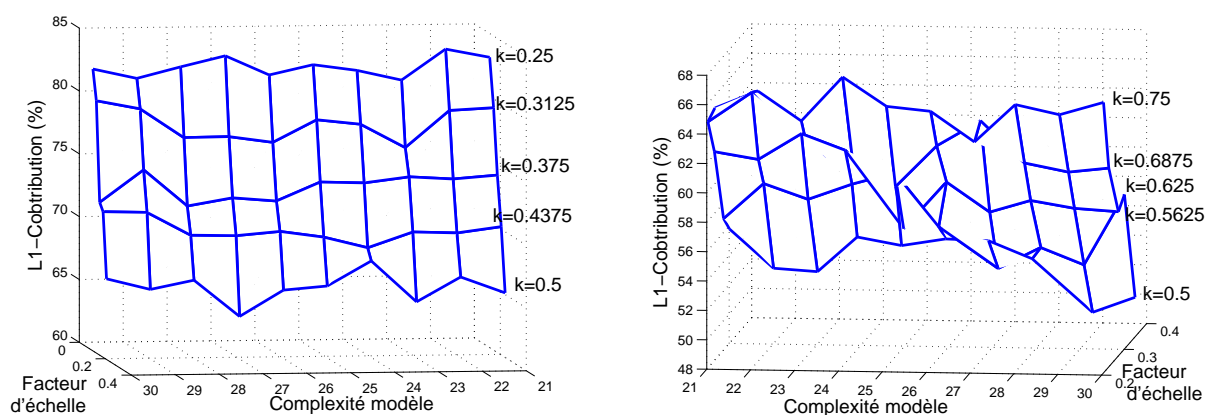 85
80
75
70
65
60
L1−Cobtribution (%)
k=0.25
k=0.3125
k=0.375
k=0.4375
k=0.5
0
0.2
0.4
Facteur
d'échelle
30
29
28
27
26
25
24
23
22
21
Complexité modèle
68
66
64
62
60
58
56
54
52
50
48
L1−Cobtribution (%)
k=0.75
k=0.6875
k=0.625
k=0.5625
k=0.5
21
22
23
24
25
26
27
28
29
30
Complexité modèle
0.4
0.3
0.2
Facteur
d'échelle